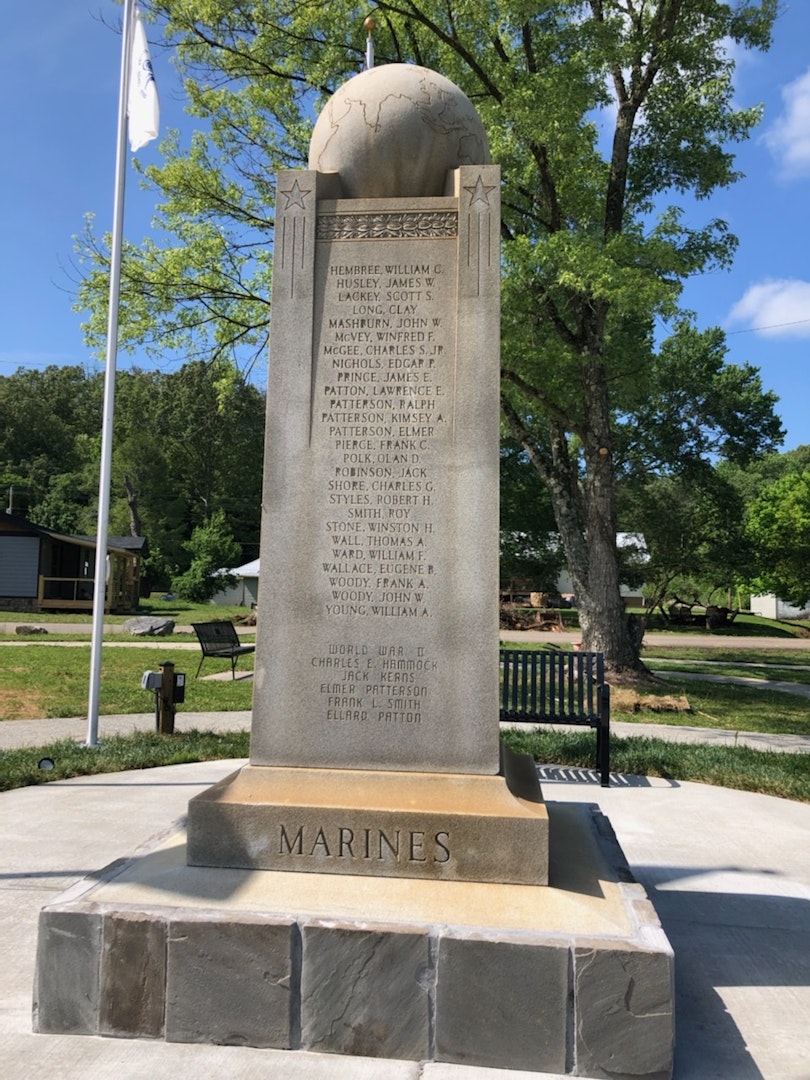 HEMBREE, WILLIAM C.
HUSLEY, JAMES W.
LACKEY, SCOTT S.
LONG, CLAY
MASHBURN, JOHN W.
McVEY, WINFRED F.
McGEE, CHARLES S. JR.
NICHOLS, EDGAR P.
PRINCE, JAMES E.
PATTON, LAWRENCE E.
PATTERSON, RALPH
PATTERSON, KIMSEY A.
PATTERSON, ELMER
PIERCE, FRANK C.
POLK, OLAN D.
ROBINSON, JACK
SHORE, CHARLES G.
STYLES, ROBERT H.
SMITH, ROY
STONE, WINSTON H.
WALL, THOMAS A.
WARD, WILLIAM F.
WALLACE, EUGENE B.
WOODY, FRANK A.
WOODY, JOHN W.
YOUNG, WILLIAM A.
WORLD WAR II
CHARLES E. HAMMOCK
JACK KERNS
ELMER PATTERSON
FRANK L. SMITH
ELLARD PATTON
MARINES